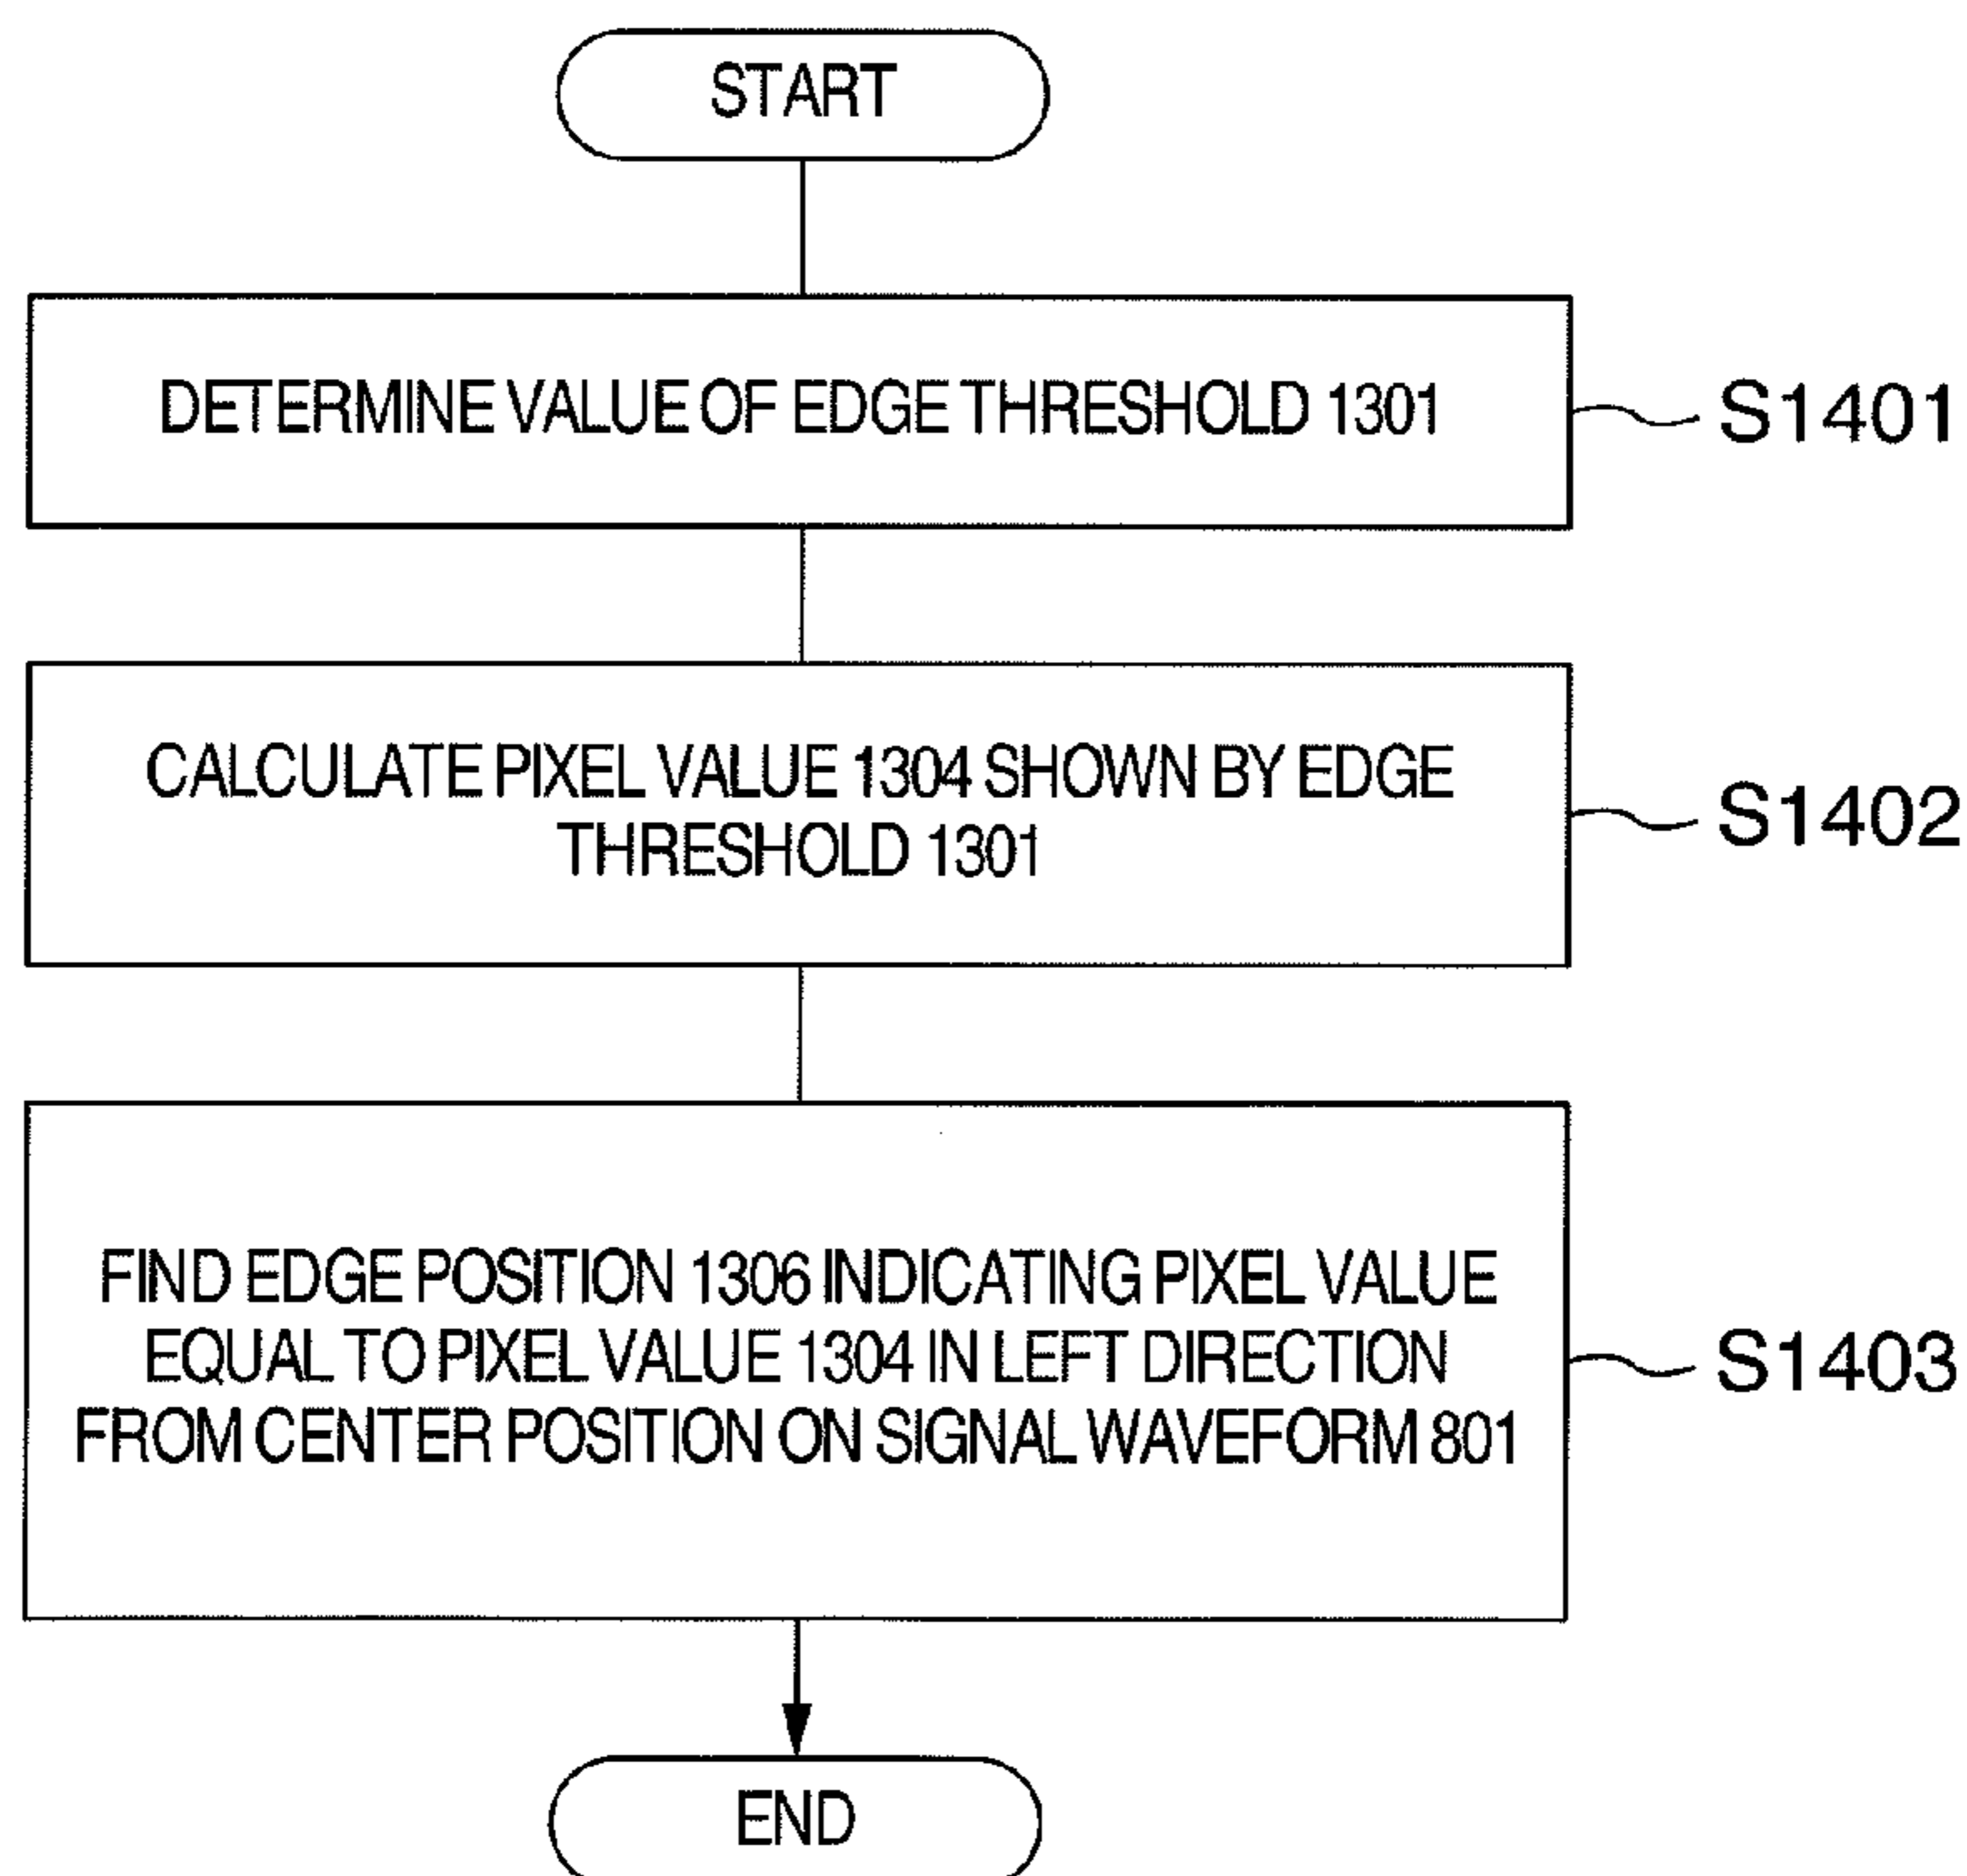 START
DETERMINE VALUE OF EDGE THRESHOLD 1301
S1401
CALCULATE PIXEL VALUE 1304 SHOWN BY EDGE
THRESHOLD 1301
S1402
FIND EDGE POSITION 1306 INDICATING PIXEL VALUE
EQUAL TO PIXEL VALUE 1304 IN LEFT DIRECTION
FROM CENTER POSITION ON SIGNAL WAVEFORM 801
S1403
END